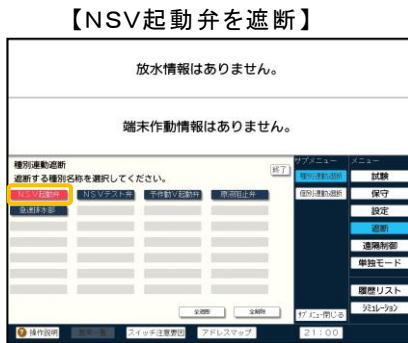 【NSV起動弁を遮断】
放水情報はありません。
端末作動情報はありません。
種別連動遮断
遮断する種別名称を選択してください。
終了
NSV起動弁 NSVテスト弁 予作動V起動弁
急速排水部
全遮断 全解除
サブメニュー
種別連動遮断
個別連動遮断
サブメニュー閉じる
メニュー
試験
保守
設定
遮断
遠隔制御
単独モード
履歴リスト
シミュレーション
操作説明 スイッチ注意要因 アドレスマップ 21:00